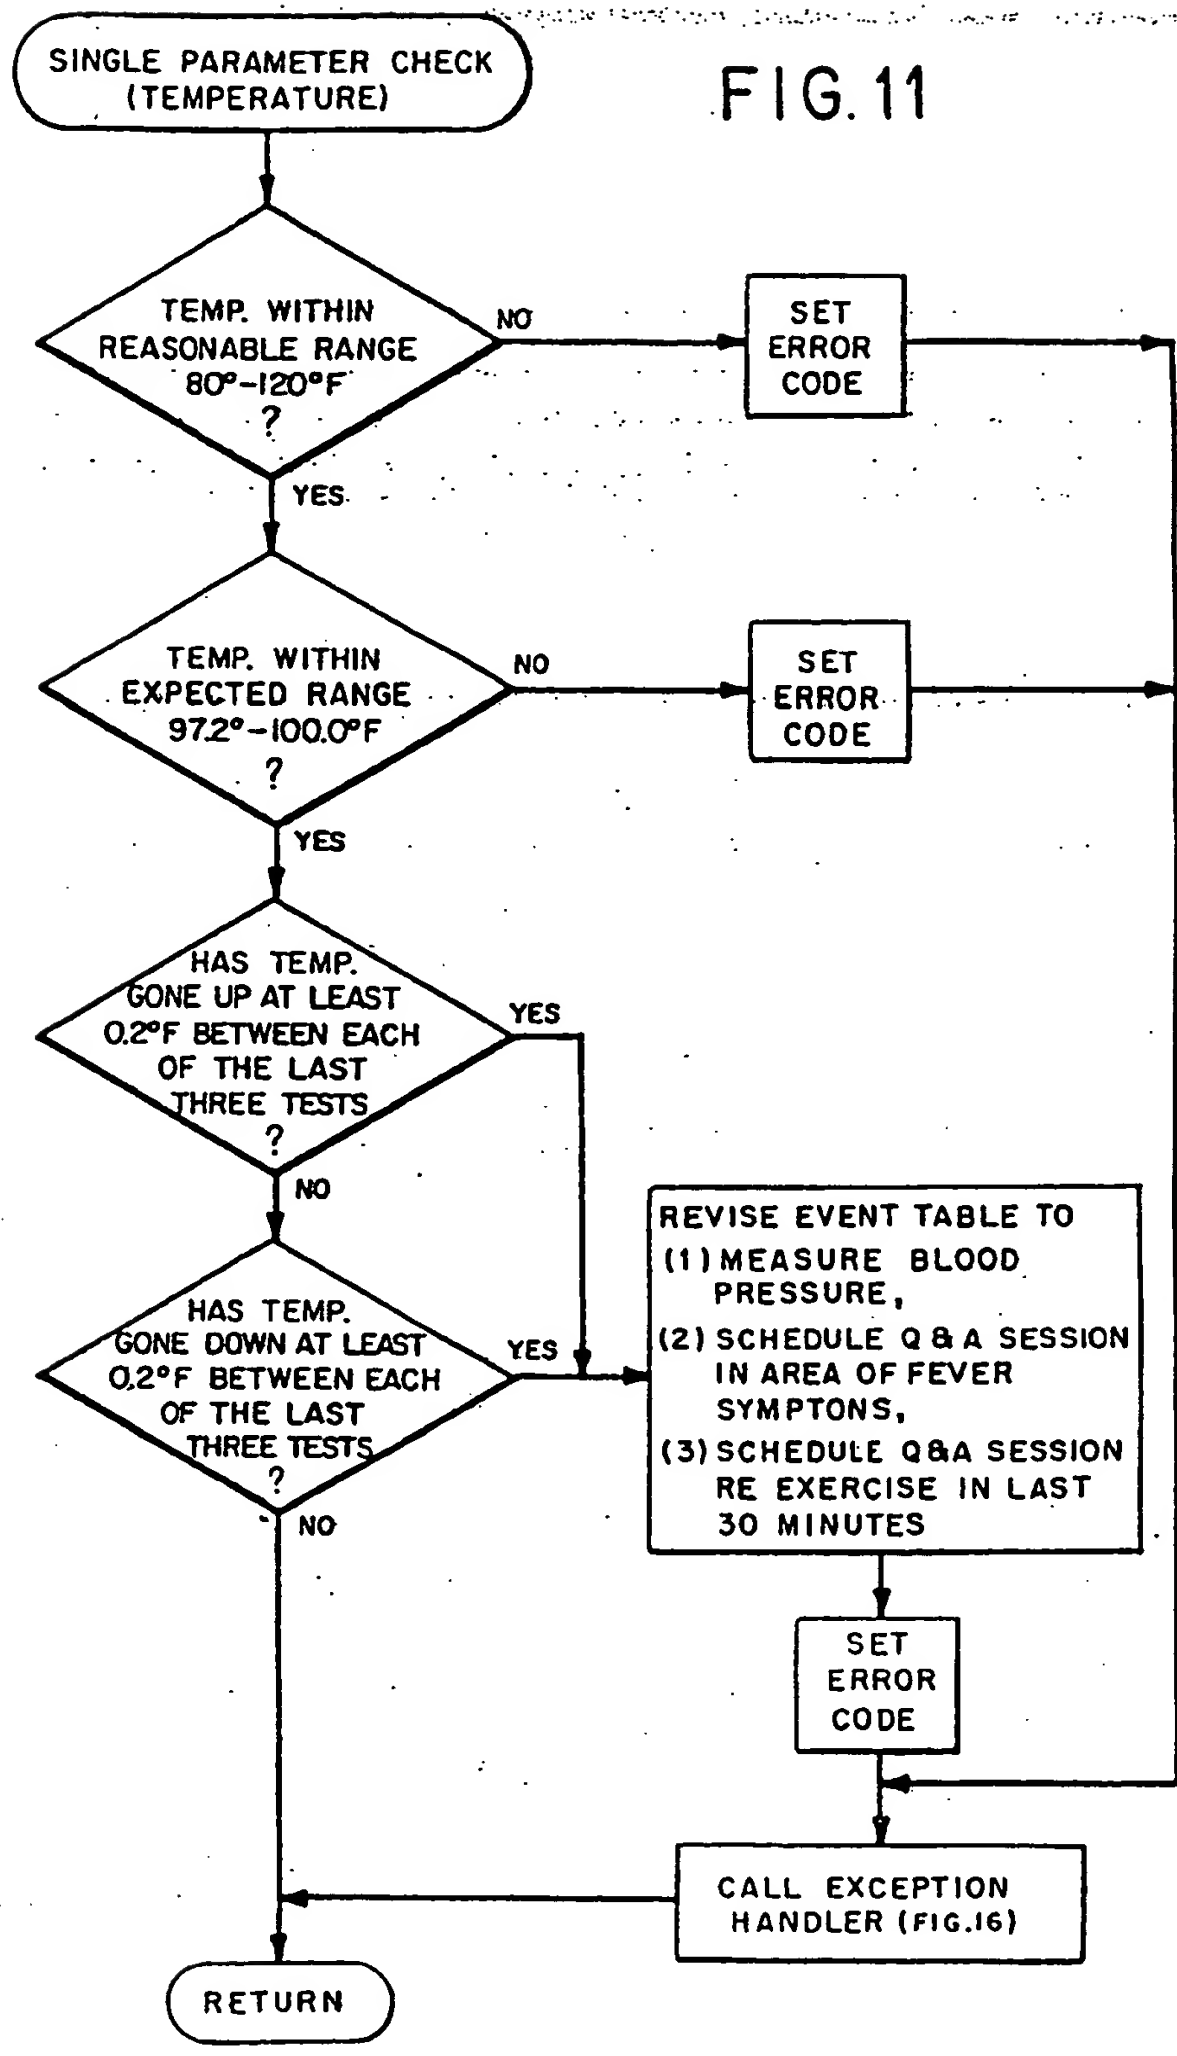 SINGLE PARAMETER CHECK
(TEMPERATURE)
FIG. 11
TEMP. WITHIN
REASONABLE RANGE
80°-120°F
?
NO
SET
ERROR
CODE
YES
TEMP. WITHIN
EXPECTED RANGE
97.2°-100.0°F
?
NO
SET
ERROR
CODE
YES
HAS TEMP.
GONE UP AT LEAST
0.2°F BETWEEN EACH
OF THE LAST
THREE TESTS
?
YES
NO
HAS TEMP.
GONE DOWN AT LEAST
0.2°F BETWEEN EACH
OF THE LAST
THREE TESTS
?
YES
NO
REVISE EVENT TABLE TO
(1) MEASURE BLOOD
PRESSURE,
(2) SCHEDULE Q & A SESSION
IN AREA OF FEVER
SYMPTONS,
(3) SCHEDULE Q&A SESSION
RE EXERCISE IN LAST
30 MINUTES
SET
ERROR
CODE
CALL EXCEPTION
HANDLER (FIG.16)
RETURN